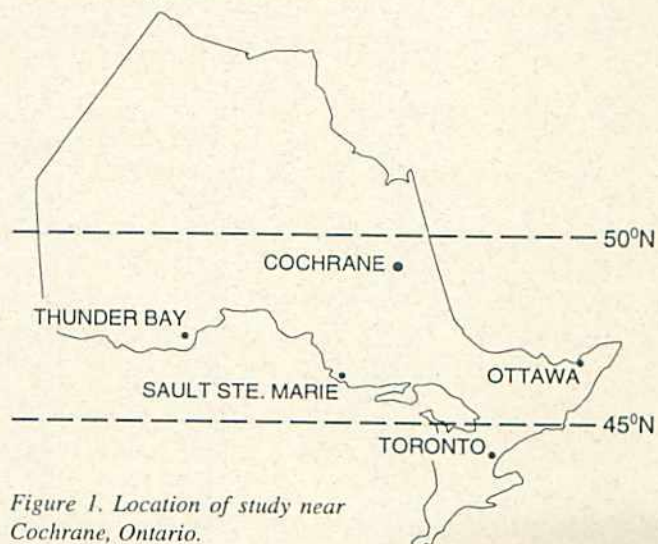 50°N
COCHRANE
THUNDER BAY
SAULT STE. MARIE
OTTAWA
45°N
TORONTO
Figure 1. Location of study near
Cochrane, Ontario.